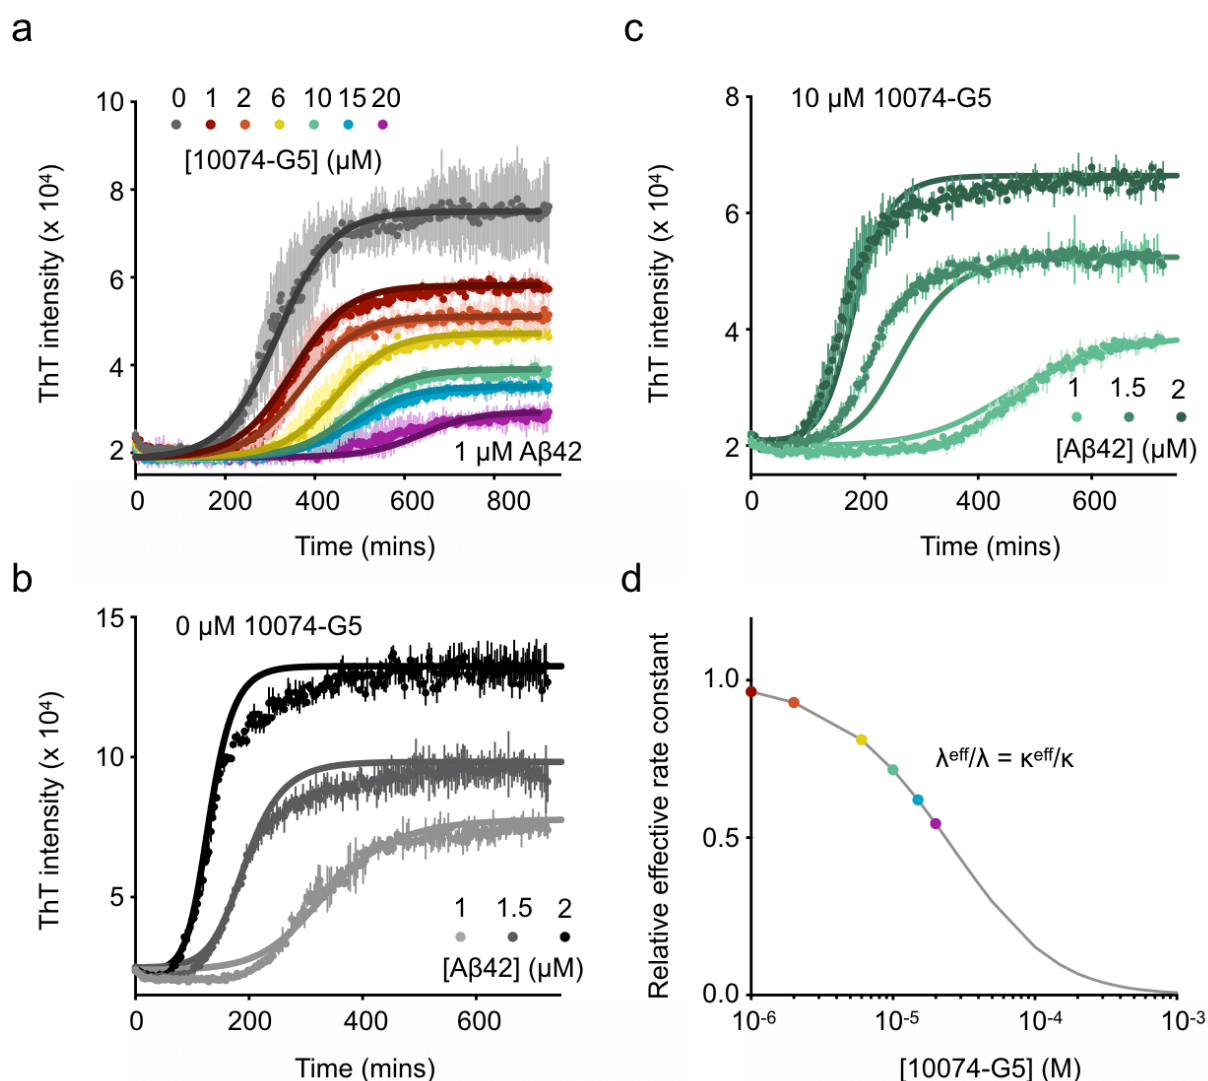 a
10
8
6
4
2
ThT intensity (x 10⁴)
0 1 2 6 10 15 20
[10074-G5] (µM)
1 µM Aβ42
0 200 400 600 800
Time (mins)
b
15
10
5
ThT intensity (x 10⁴)
0 µM 10074-G5
1 1.5 2
[Aβ42] (µM)
0 200 400 600
Time (mins)
c
8
6
4
2
ThT intensity (x 10⁴)
10 µM 10074-G5
1 1.5 2
[Aβ42] (µM)
0 200 400 600
Time (mins)
d
1.0
0.5
0.0
Relative effective rate constant
λᵉᶠᶠ/λ = κᵉᶠᶠ/κ
10⁻⁶ 10⁻⁵ 10⁻⁴ 10⁻³
[10074-G5] (M)